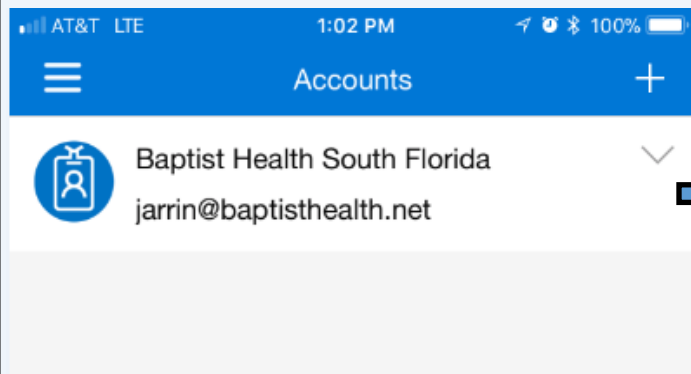 AT&T LTE 1:02 PM 100%
Accounts
Baptist Health South Florida
jarrin@baptisthealth.net